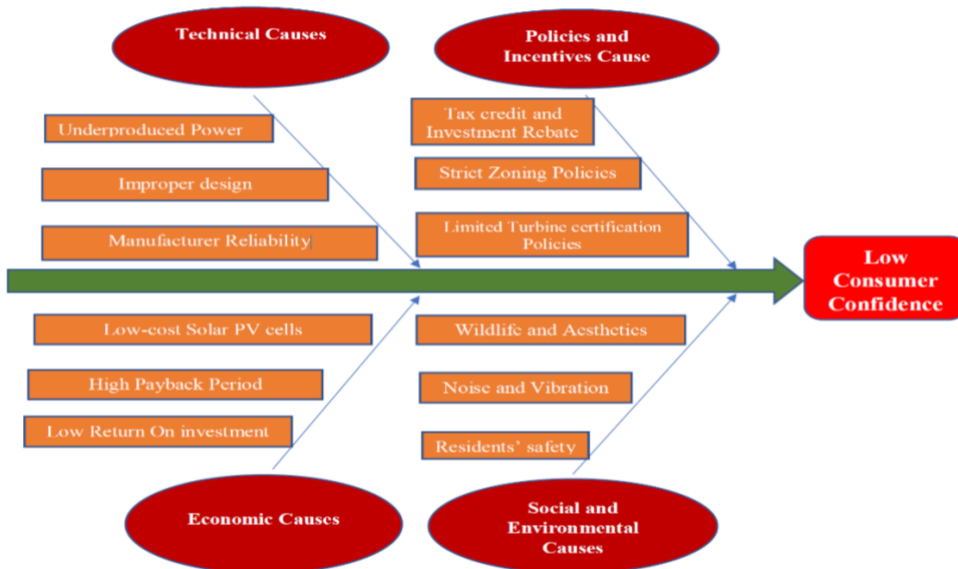 Technical Causes
Policies and
Incentives Cause
Underproduced Power
Improper design
Manufacturer Reliability
Tax credit and
Investment Rebate
Strict Zoning Policies
Limited Turbine certification
Policies
Low
Consumer
Confidence
Low-cost Solar PV cells
High Payback Period
Low Return On investment
Wildlife and Aesthetics
Noise and Vibration
Residents’ safety
Economic Causes
Social and
Environmental
Causes